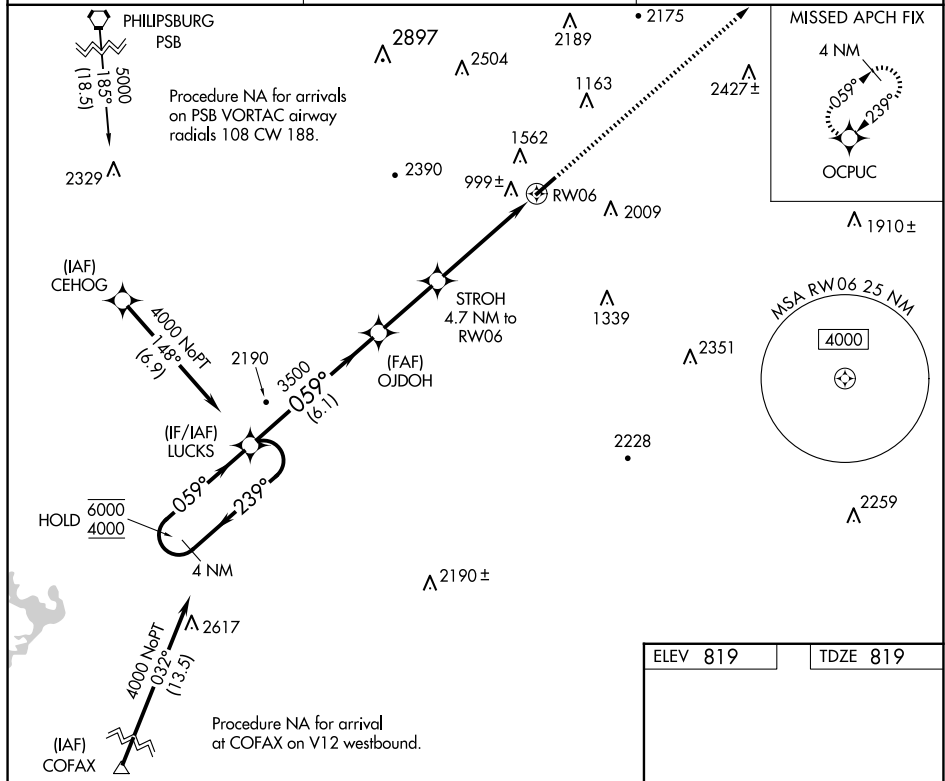 PHILIPSBURG
PSB
5000
185°
(18.5)
Procedure NA for arrivals
on PSB VORTAC airway
radials 108 CW 188.
2897
2504
2189
2175
1163
2427±
1562
999±
RW06
2390
2329
2009
MISSED APCH FIX
4 NM
059°
239°
OCPUC
1910±
(IAF)
CEHOG
4000 NoPT
148°
(6.9)
STROH
4.7 NM to
RW06
1339
MSA RW06 25 NM
4000
2351
(FAF)
OJDOH
2190
3500
059°
(6.1)
(IF/IAF)
LUCKS
2228
059°
239°
HOLD 6000
4000
4 NM
2259
2190±
4000 NoPT
032°
(13.5)
2617
ELEV 819
TDZE 819
Procedure NA for arrival
at COFAX on V12 westbound.
(IAF)
COFAX